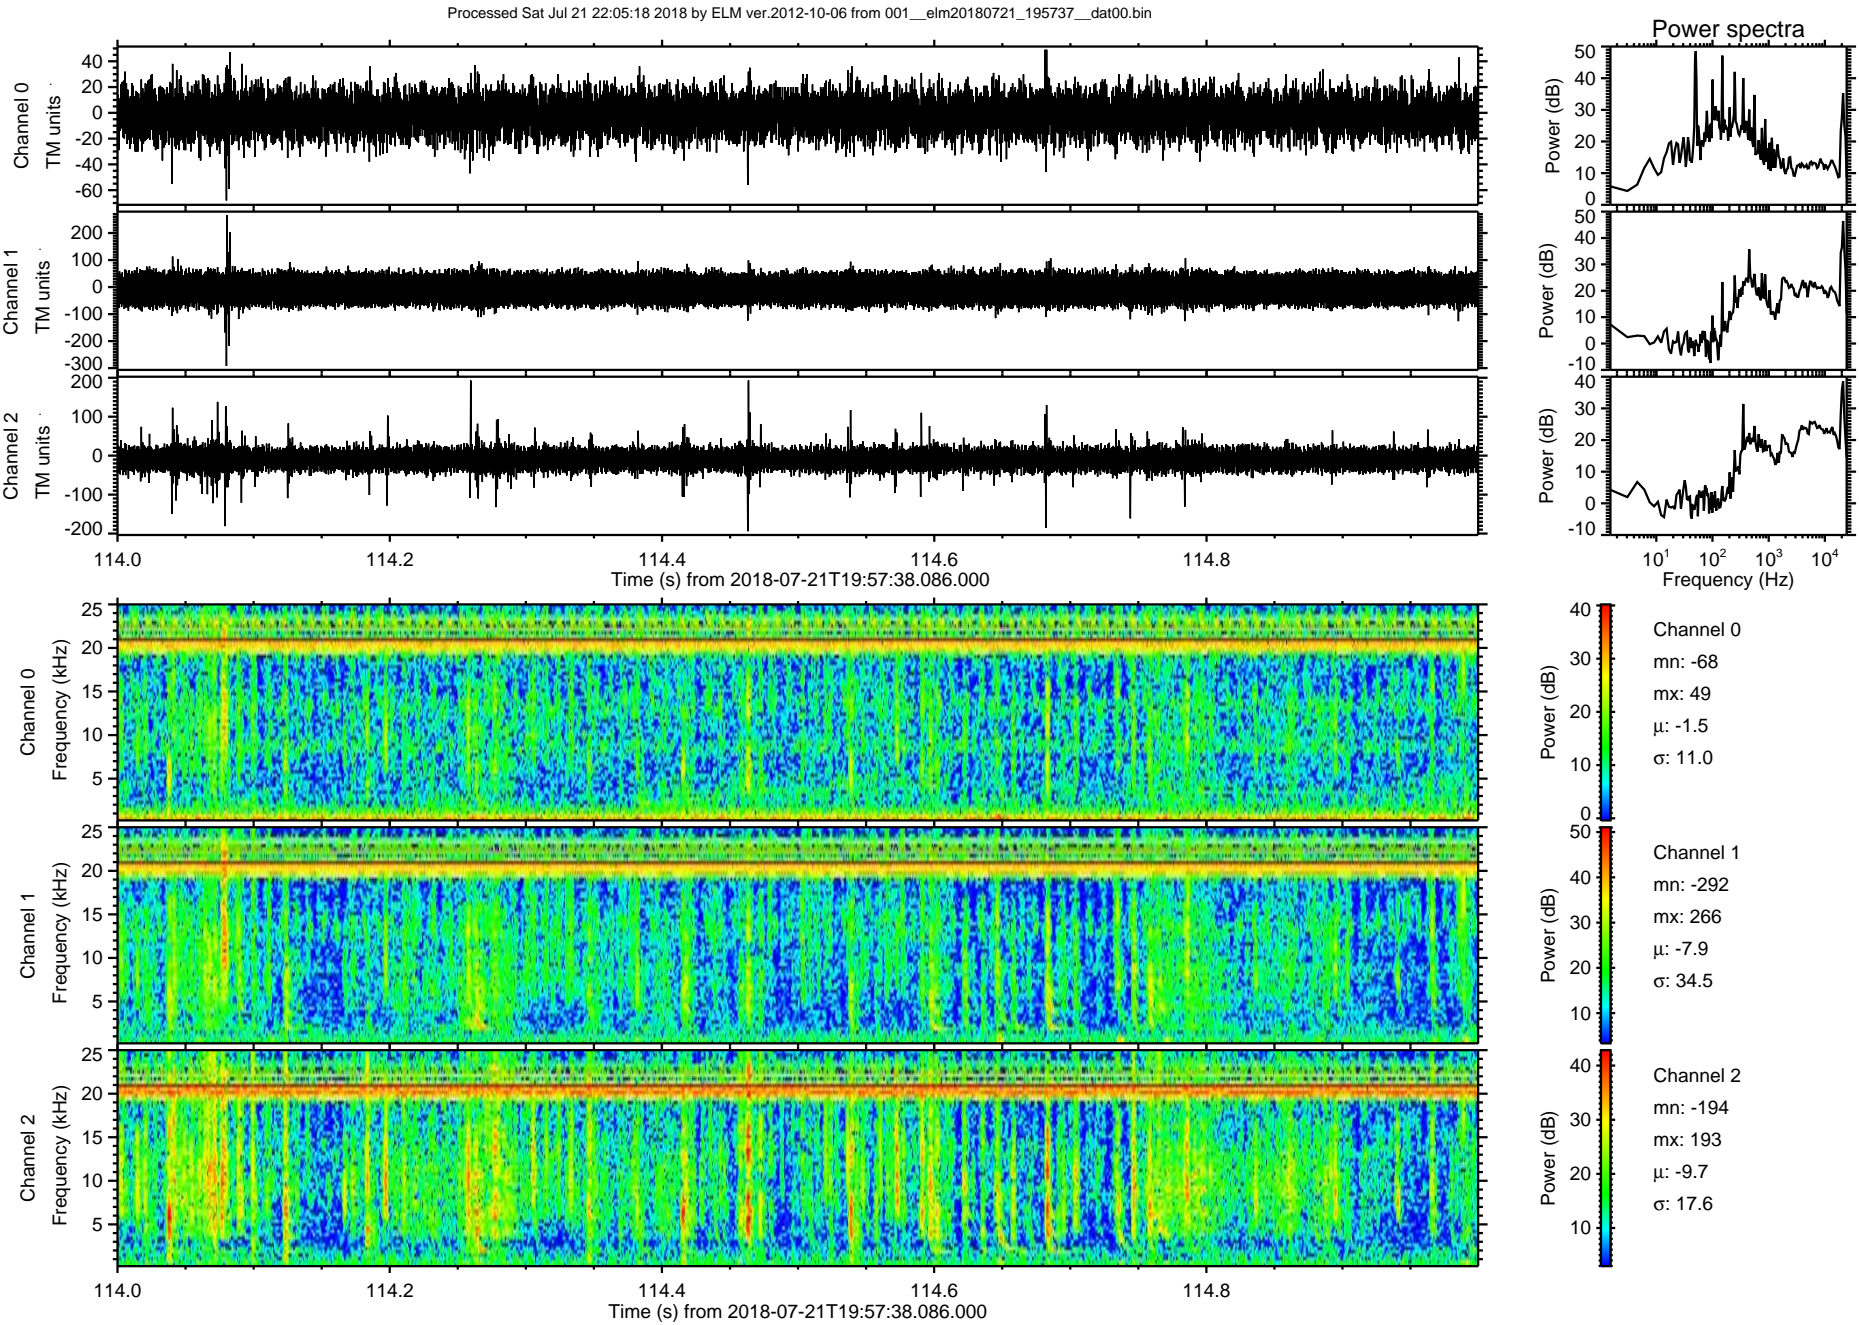 Processed Sat Jul 21 22:05:18 2018 by ELM ver.2012-10-06 from 001__elm20180721_195737__dat00.bin
Power spectra
Channel 0
TM units
40
20
0
-20
-40
-60
Power (dB)
50
40
30
20
10
0
Channel 1
TM units
200
100
0
-100
-200
-300
Power (dB)
50
40
30
20
10
0
-10
Channel 2
TM units
200
100
0
-100
-200
Power (dB)
40
30
20
10
0
-10
114.0 114.2 114.4 114.6 114.8
Time (s) from 2018-07-21T19:57:38.086.000
10^1 10^2 10^3 10^4
Frequency (Hz)
Channel 0
Frequency (kHz)
25
20
15
10
5
Power (dB)
40
30
20
10
0
Channel 0
mn: -68
mx: 49
μ: -1.5
σ: 11.0
Channel 1
Frequency (kHz)
25
20
15
10
5
Power (dB)
50
40
30
20
10
Channel 1
mn: -292
mx: 266
μ: -7.9
σ: 34.5
Channel 2
Frequency (kHz)
25
20
15
10
5
Power (dB)
40
30
20
10
Channel 2
mn: -194
mx: 193
μ: -9.7
σ: 17.6
114.0 114.2 114.4 114.6 114.8
Time (s) from 2018-07-21T19:57:38.086.000